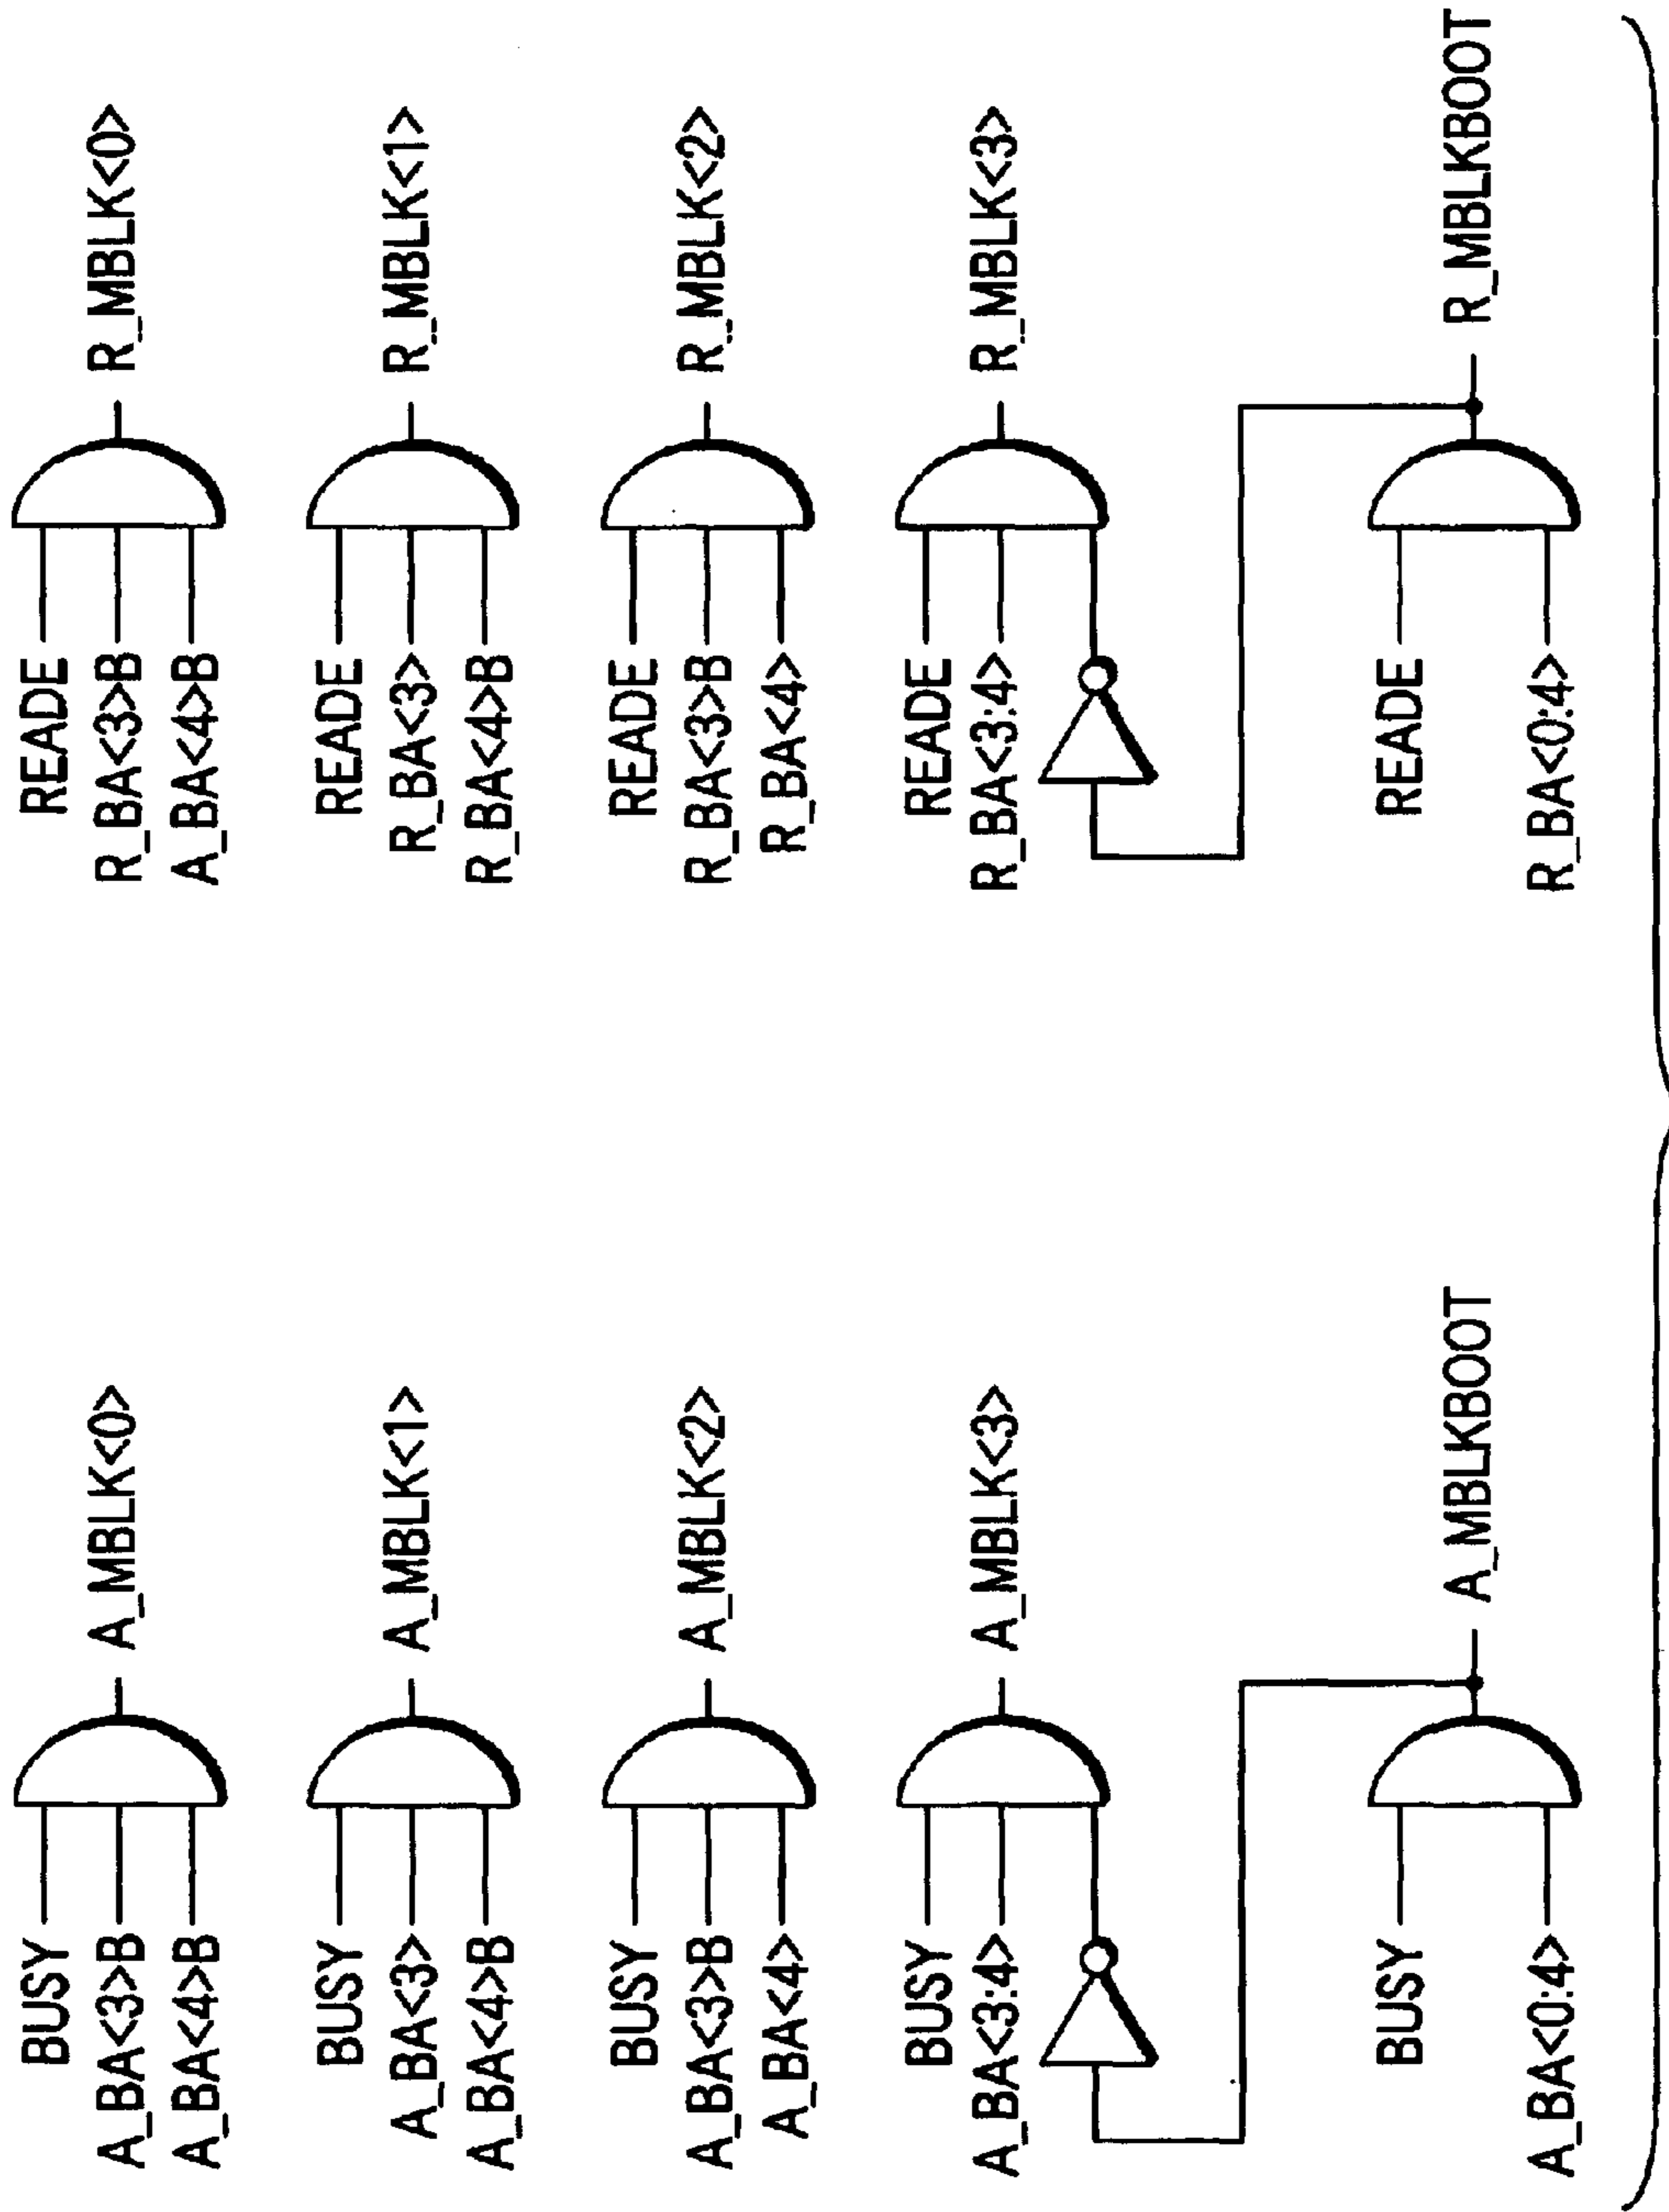 BUSY
A_BA<3>B
A_BA<4>B
A_MBLK<0>
BUSY
A_BA<3>
A_BA<4>B
A_MBLK<1>
BUSY
A_BA<3>B
A_BA<4>
A_MBLK<2>
BUSY
A_BA<3:4>
A_MBLK<3>
BUSY
A_BA<0:4>
A_MBLKBOOT
READE
R_BA<3>B
A_BA<4>B
R_MBLK<0>
READE
R_BA<3>
R_BA<4>B
R_MBLK<1>
READE
R_BA<3>B
R_BA<4>
R_MBLK<2>
READE
R_BA<3:4>
R_MBLK<3>
READE
R_BA<0:4>
R_MBLKBOOT